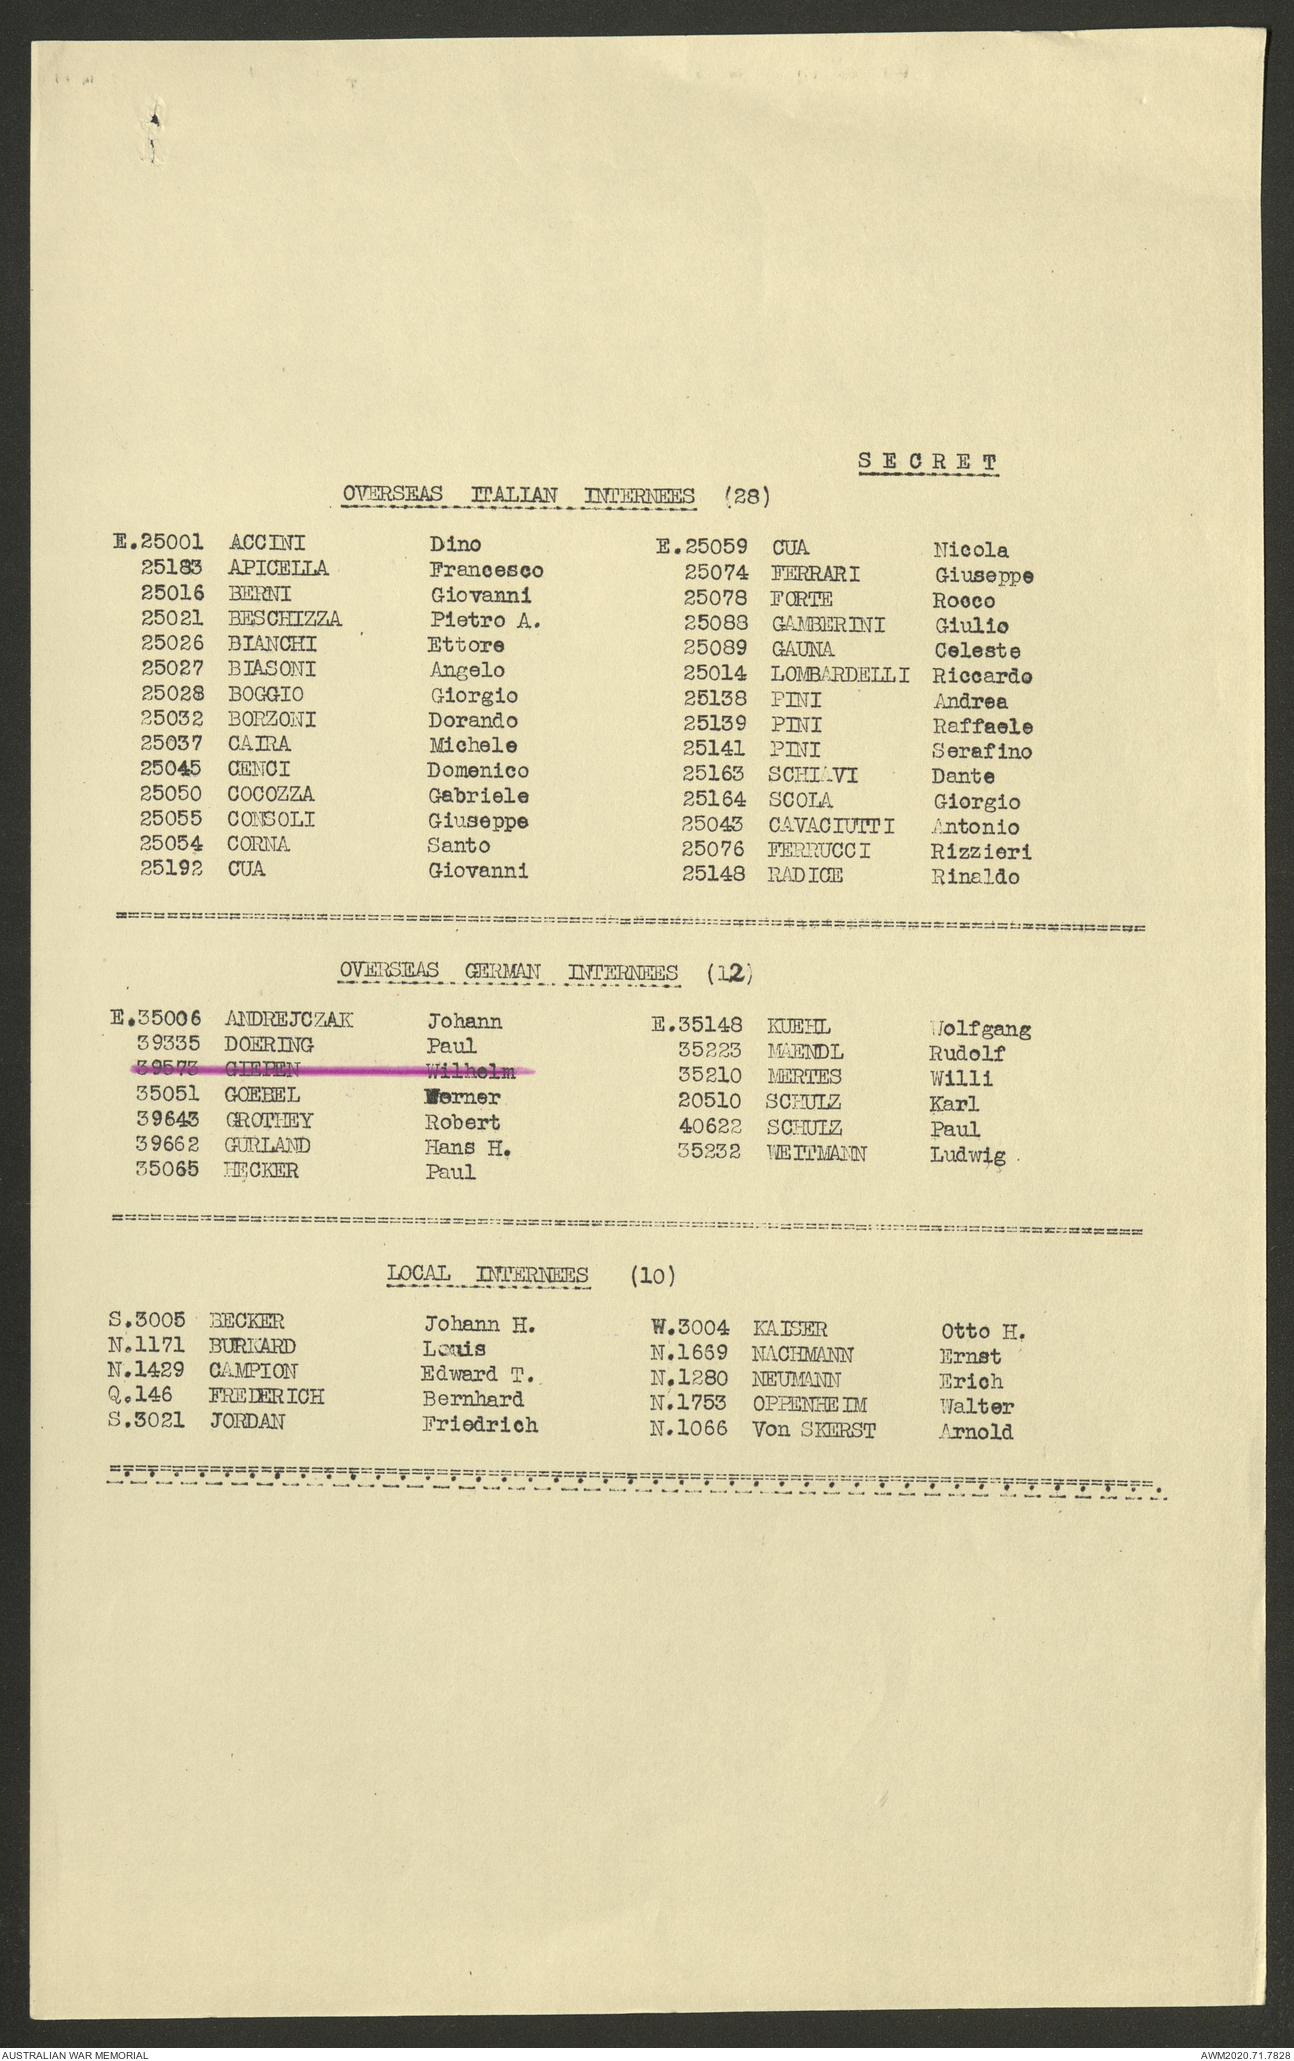 SECRET
OVERSEAS ITALIAN INTERNEES (28)
E.25001 ACCINI Dino E.25059 CUA Nicola
25183 APICELLA Francesco 25074 FERRARI Giuseppe
25016 BERNI Giovanni 25078 FORTE Rocco
25021 BESCHIZZA Pietro A. 25088 GAMBERINI Giulio
25026 BIANCHI Ettore 25089 GAUNA Celeste
25027 BIASONI Angelo 25014 LOMBARDELLI Riccardo
25028 BOGGIO Giorgio 25138 PINI Andrea
25032 BORZONI Dorando 25139 PINI Raffaele
25037 CAIRA Michele 25141 PINI Serafino
25045 CENCI Domenico 25163 SCHIAVI Dante
25050 COCOZZA Gabriele 25164 SCOLA Giorgio
25055 CONSOLI Giuseppe 25043 CAVACIUTTI Antonio
25054 CORNA Santo 25076 FERRUCCI Rizzieri
25192 CUA Giovanni 25148 RADICE Rinaldo
OVERSEAS GERMAN INTERNEES (12)
E.35006 ANDREJCZAK Johann E.35148 KUEHL Wolfgang
39335 DOERING Paul 35223 MAENDL Rudolf
39573 GIEPEN Wilhelm 35210 MERTES Willi
35051 GOEBEL Werner 20510 SCHULZ Karl
39643 GROTHEY Robert 40622 SCHULZ Paul
39662 GURLAND Hans H. 35232 WEITMANN Ludwig
35065 HECKER Paul
LOCAL INTERNEES (10)
S.3005 BECKER Johann H. W.3004 KAISER Otto H.
N.1171 BURKARD Louis N.1669 NACHMANN Ernst
N.1429 CAMPION Edward T. N.1280 NEUMANN Erich
Q.146 FREDERICH Bernhard N.1753 OPPENHEIM Walter
S.3021 JORDAN Friedrich N.1066 Von SKERST Arnold
AUSTRALIAN WAR MEMORIAL AWM2020.71.7828